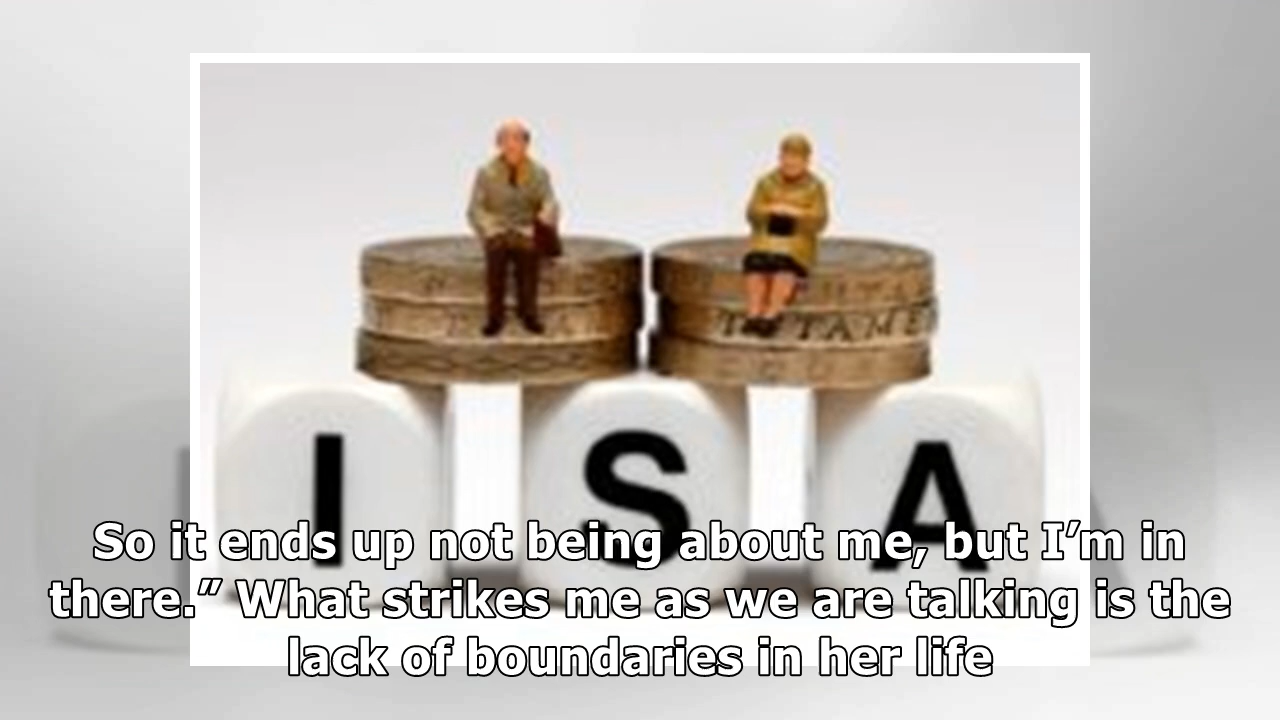 TAME
I S A
So it ends up not being about me, but I’m in
there.” What strikes me as we are talking is the
lack of boundaries in her life